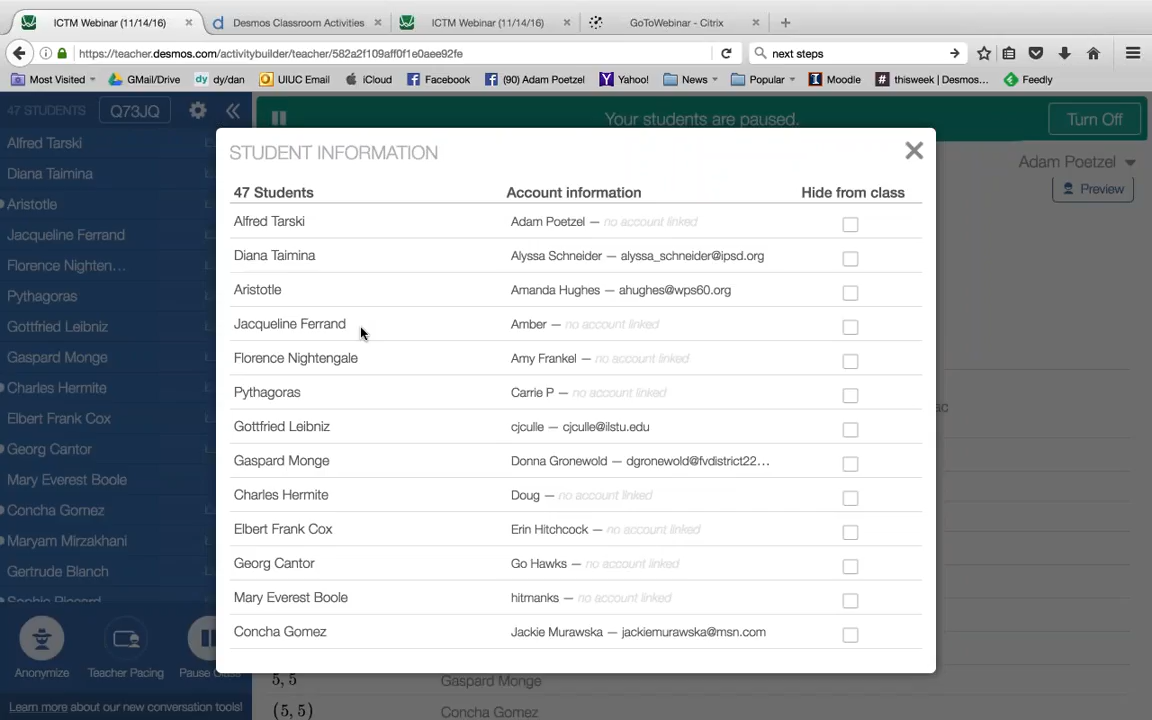 ICTM Webinar (11/14/16) × Desmos Classroom Activities × ICTM Webinar (11/14/16) × GoToWebinar - Citrix × +
https://teacher.desmos.com/activitybuilder/teacher/582a2f109aff0f1e0aee92fe next steps
Most Visited GMail/Drive dy/dan UIUC Email iCloud Facebook (90) Adam Poetzel Yahoo! News Popular Moodle thisweek | Desmos... Feedly
47 STUDENTS Q73JQ
Your students are paused. Turn Off
Adam Poetzel
Preview
Alfred Tarski
Diana Taimina
Aristotle
Jacqueline Ferrand
Florence Nighten...
Pythagoras
Gottfried Leibniz
Gaspard Monge
Charles Hermite
Elbert Frank Cox
Georg Cantor
Mary Everest Boole
Concha Gomez
Maryam Mirzakhani
Gertrude Blanch
Sophie Piccard
Anonymize Teacher Pacing Pause
Learn more about our new conversation tools!
STUDENT INFORMATION
47 Students Account information Hide from class
Alfred Tarski Adam Poetzel — no account linked
Diana Taimina Alyssa Schneider — alyssa_schneider@ipsd.org
Aristotle Amanda Hughes — ahughes@wps60.org
Jacqueline Ferrand Amber — no account linked
Florence Nightengale Amy Frankel — no account linked
Pythagoras Carrie P — no account linked
Gottfried Leibniz cjculle — cjculle@ilstu.edu
Gaspard Monge Donna Gronewold — dgronewold@fvdistrict22...
Charles Hermite Doug — no account linked
Elbert Frank Cox Erin Hitchcock — no account linked
Georg Cantor Go Hawks — no account linked
Mary Everest Boole hitmanks — no account linked
Concha Gomez Jackie Murawska — jackiemurawska@msn.com
5, 5 Gaspard Monge
(5, 5) Concha Gomez